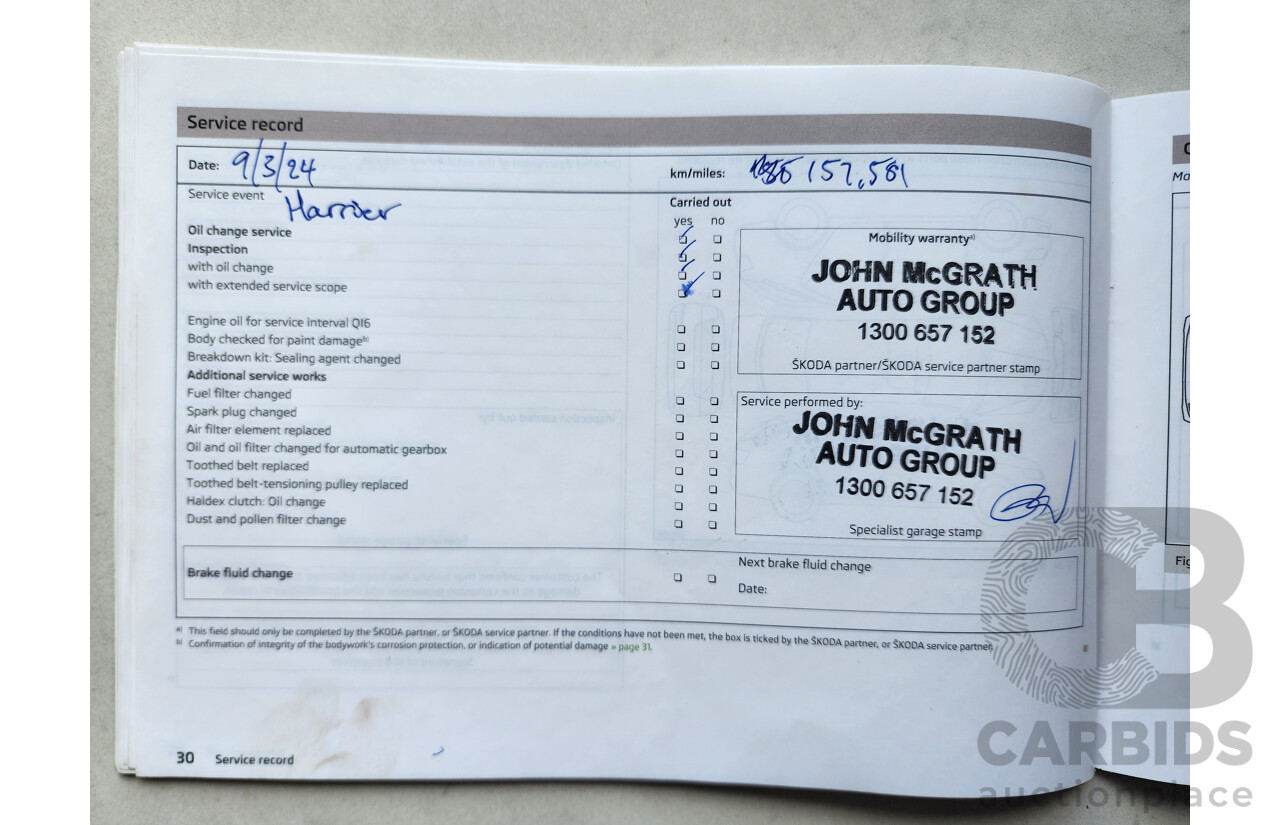 Service record
Date: 9/3/24
km/miles: 157,581
Service event Harrier
Carried out
yes no
Oil change service
Inspection
with oil change
with extended service scope
Engine oil for service interval QI6
Body checked for paint damage b)
Breakdown kit: Sealing agent changed
Additional service works
Fuel filter changed
Spark plug changed
Air filter element replaced
Oil and oil filter changed for automatic gearbox
Toothed belt replaced
Toothed belt-tensioning pulley replaced
Haldex clutch: Oil change
Dust and pollen filter change
Mobility warranty a)
JOHN McGRATH
AUTO GROUP
1300 657 152
ŠKODA partner/ŠKODA service partner stamp
Service performed by:
JOHN McGRATH
AUTO GROUP
1300 657 152
Specialist garage stamp
Brake fluid change
Next brake fluid change
Date:
a) This field should only be completed by the ŠKODA partner, or ŠKODA service partner. If the conditions have not been met, the box is ticked by the ŠKODA partner, or ŠKODA service partner.
b) Confirmation of integrity of the bodywork's corrosion protection, or indication of potential damage » page 31.
30 Service record
CB
CARBIDS
auctionplace